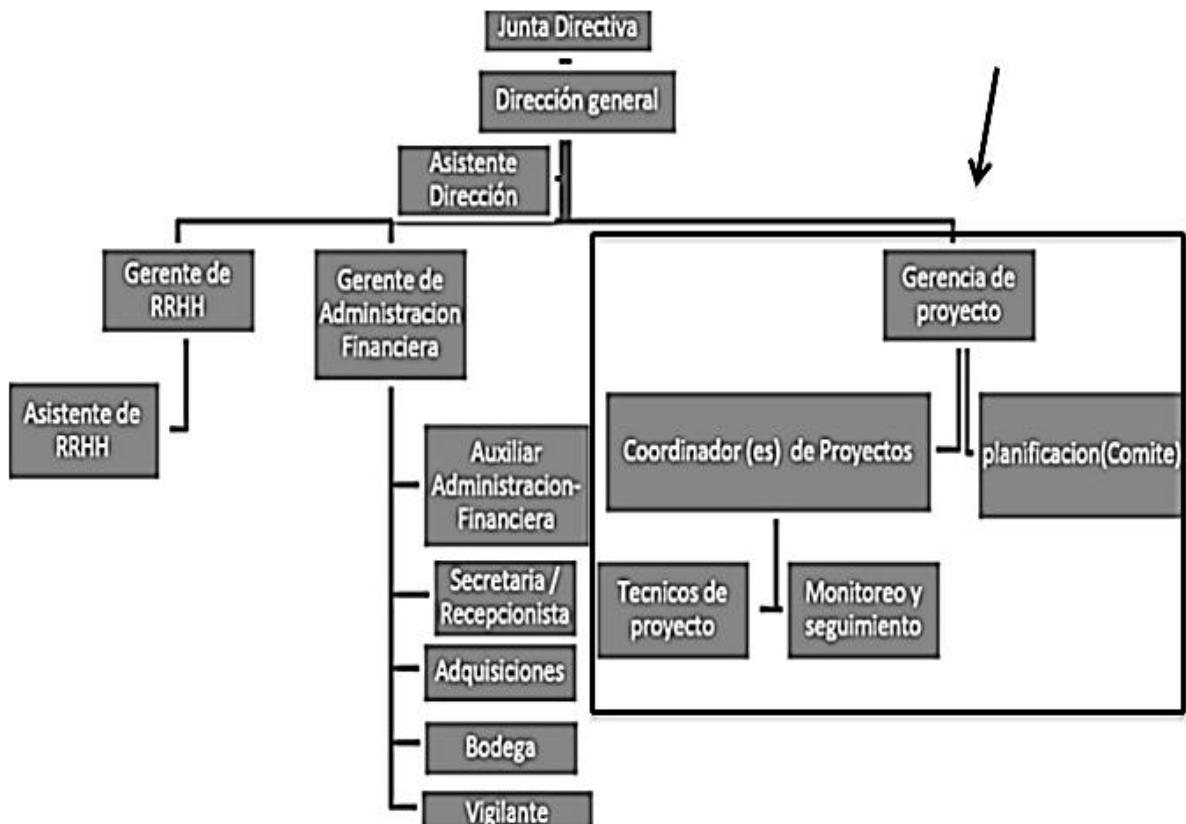 Junta Directiva
Dirección general
Asistente
Dirección
Gerente de
RRHH
Gerente de
Administracion
Financiera
Gerencia de
proyecto
Asistente de
RRHH
Coordinador (es) de Proyectos
planificacion(Comite)
Auxiliar
Administracion-
Financiera
Secretaria /
Recepcionista
Tecnicos de
proyecto
Monitoreo y
seguimiento
Adquisiciones
Bodega
Vigilante